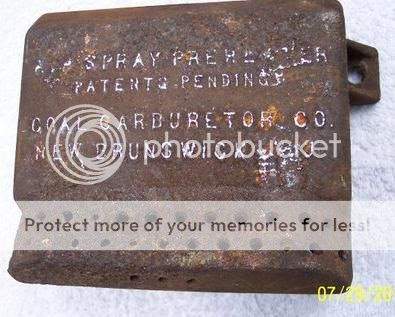 SPRAY PREHEATER
PATENTS PENDING
COAL CARBURETOR CO.
NEW BRUNSWICK
photobucket
Protect more of your memories for less!
07/29/20